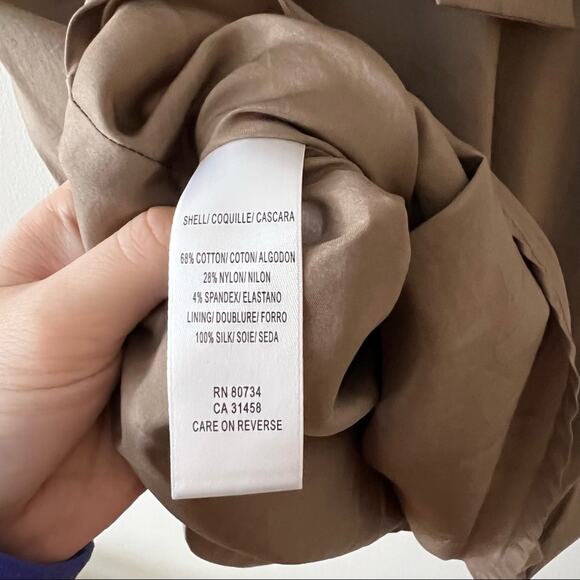 SHELL/ COQUILLE/ CASCARA
68% COTTON/ COTON/ ALGODON
28% NYLON/ NILON
4% SPANDEX/ ELASTANO
LINING/ DOUBLURE/ FORRO
100% SILK/ SOIE/ SEDA
RN 80734
CA 31458
CARE ON REVERSE